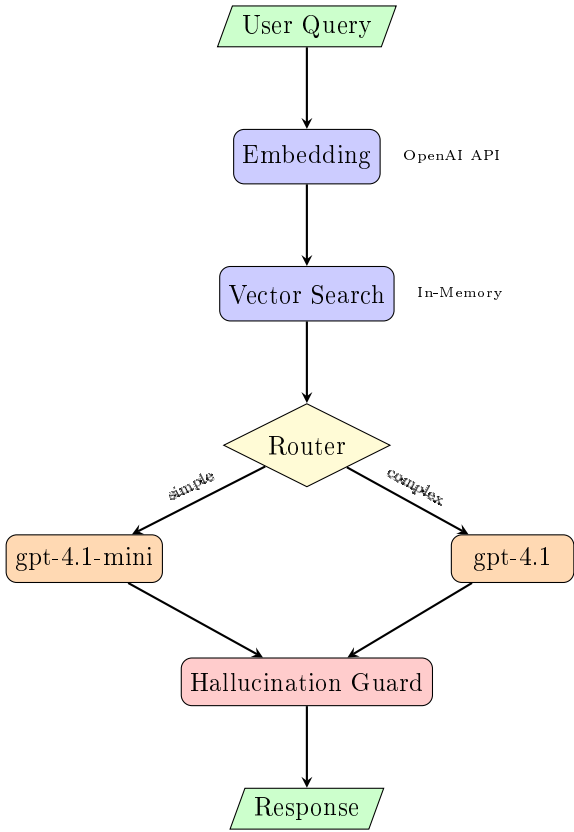 User Query
Embedding
OpenAI API
Vector Search
In-Memory
Router
simple
complex
gpt-4.1-mini
gpt-4.1
Hallucination Guard
Response